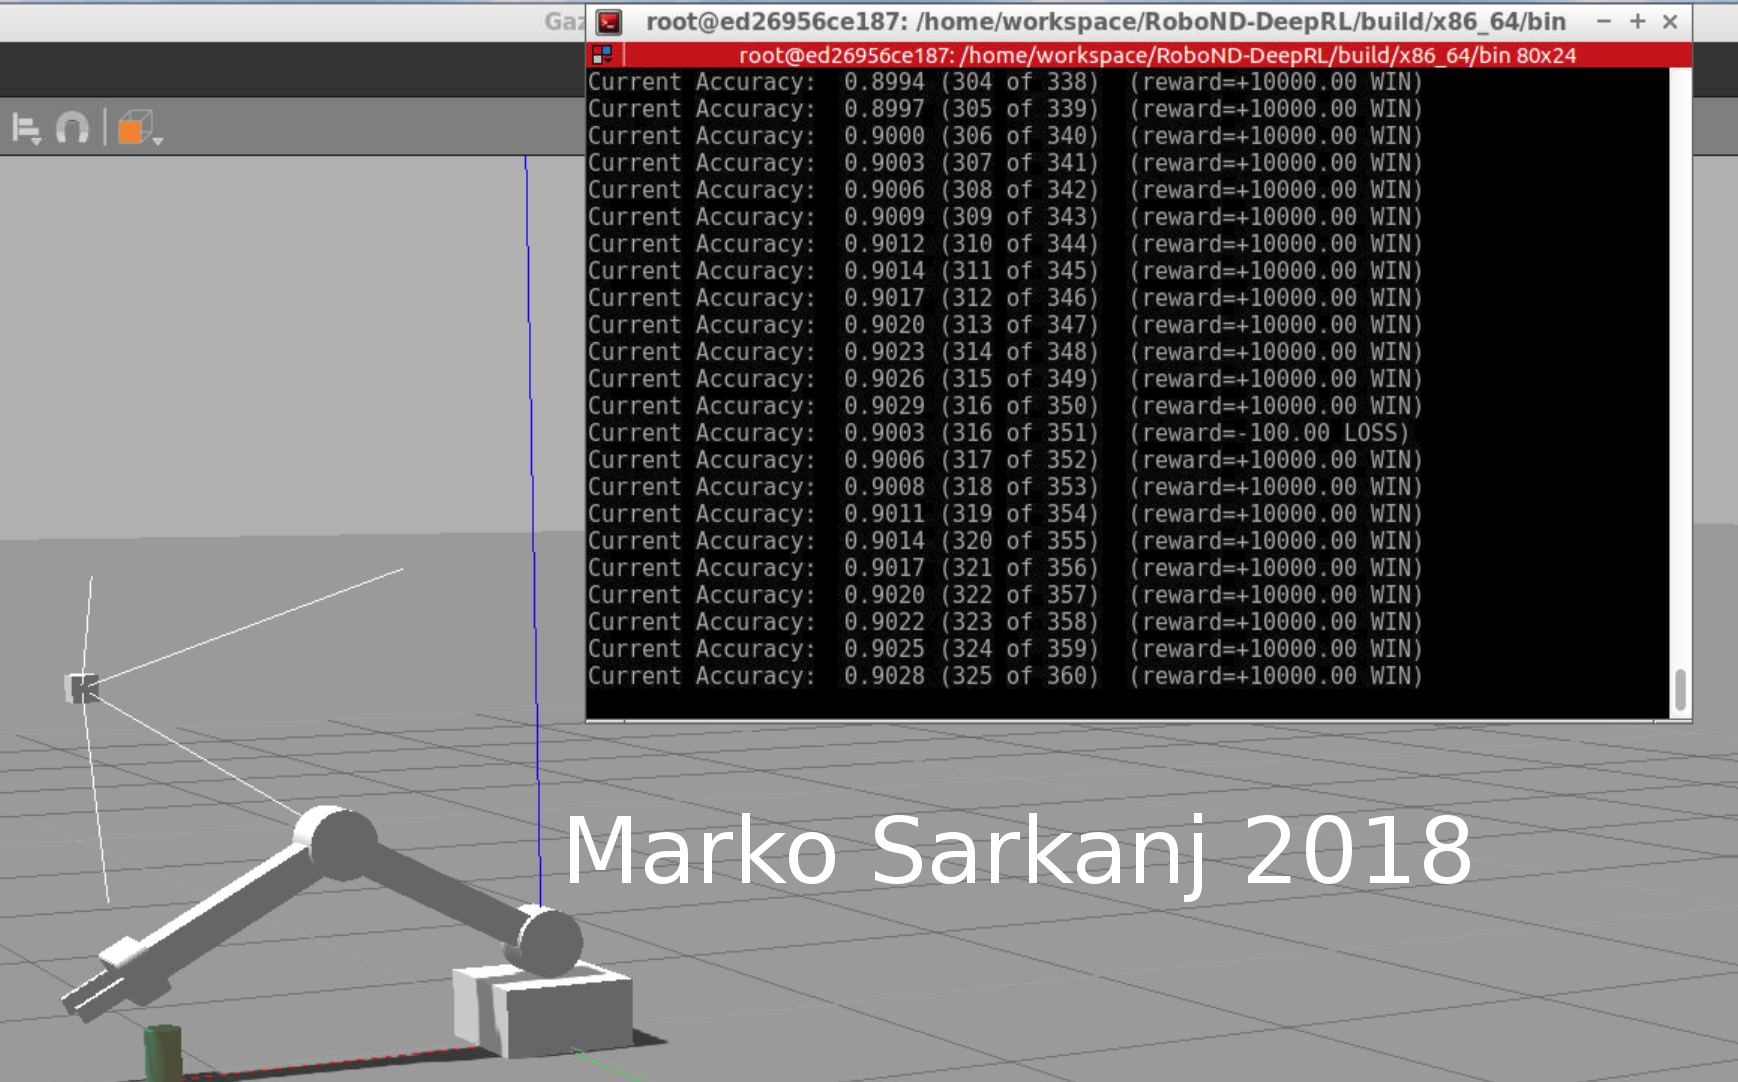 Gaz
root@ed26956ce187: /home/workspace/RoboND-DeepRL/build/x86_64/bin
root@ed26956ce187: /home/workspace/RoboND-DeepRL/build/x86_64/bin 80x24
Current Accuracy:  0.8994 (304 of 338)  (reward=+10000.00 WIN)
Current Accuracy:  0.8997 (305 of 339)  (reward=+10000.00 WIN)
Current Accuracy:  0.9000 (306 of 340)  (reward=+10000.00 WIN)
Current Accuracy:  0.9003 (307 of 341)  (reward=+10000.00 WIN)
Current Accuracy:  0.9006 (308 of 342)  (reward=+10000.00 WIN)
Current Accuracy:  0.9009 (309 of 343)  (reward=+10000.00 WIN)
Current Accuracy:  0.9012 (310 of 344)  (reward=+10000.00 WIN)
Current Accuracy:  0.9014 (311 of 345)  (reward=+10000.00 WIN)
Current Accuracy:  0.9017 (312 of 346)  (reward=+10000.00 WIN)
Current Accuracy:  0.9020 (313 of 347)  (reward=+10000.00 WIN)
Current Accuracy:  0.9023 (314 of 348)  (reward=+10000.00 WIN)
Current Accuracy:  0.9026 (315 of 349)  (reward=+10000.00 WIN)
Current Accuracy:  0.9029 (316 of 350)  (reward=+10000.00 WIN)
Current Accuracy:  0.9003 (316 of 351)  (reward=-100.00 LOSS)
Current Accuracy:  0.9006 (317 of 352)  (reward=+10000.00 WIN)
Current Accuracy:  0.9008 (318 of 353)  (reward=+10000.00 WIN)
Current Accuracy:  0.9011 (319 of 354)  (reward=+10000.00 WIN)
Current Accuracy:  0.9014 (320 of 355)  (reward=+10000.00 WIN)
Current Accuracy:  0.9017 (321 of 356)  (reward=+10000.00 WIN)
Current Accuracy:  0.9020 (322 of 357)  (reward=+10000.00 WIN)
Current Accuracy:  0.9022 (323 of 358)  (reward=+10000.00 WIN)
Current Accuracy:  0.9025 (324 of 359)  (reward=+10000.00 WIN)
Current Accuracy:  0.9028 (325 of 360)  (reward=+10000.00 WIN)
Marko Sarkanj 2018